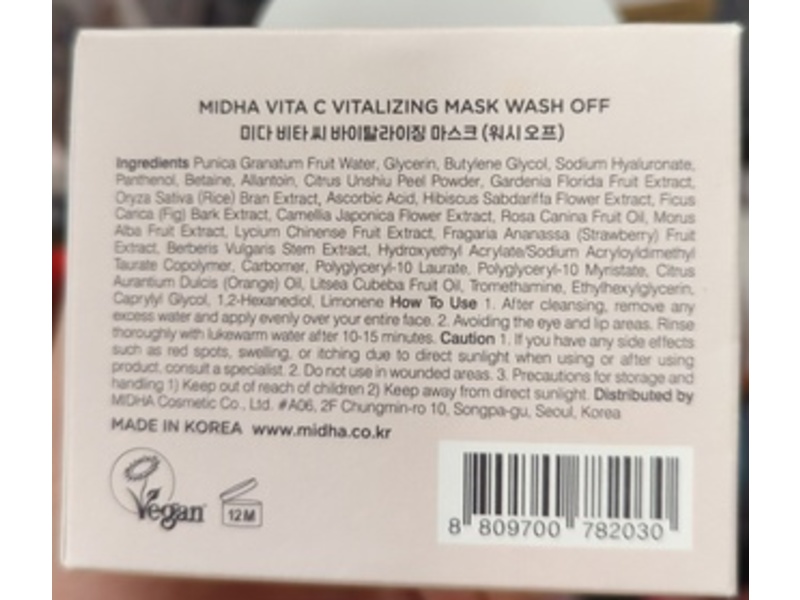 MIDHA VITA C VITALIZING MASK WASH OFF
미다 비타 씨 바이탈라이징 마스크 (워시 오프)
Ingredients Punica Granatum Fruit Water, Glycerin, Butylene Glycol, Sodium Hyaluronate,
Panthenol, Betaine, Allantoin, Citrus Unshiu Peel Powder, Gardenia Florida Fruit Extract,
Oryza Sativa (Rice) Bran Extract, Ascorbic Acid, Hibiscus Sabdariffa Flower Extract, Ficus
Carica (Fig) Bark Extract, Camellia Japonica Flower Extract, Rosa Canina Fruit Oil, Morus
Alba Fruit Extract, Lycium Chinense Fruit Extract, Fragaria Ananassa (Strawberry) Fruit
Extract, Berberis Vulgaris Stem Extract, Hydroxyethyl Acrylate/Sodium Acryloyldimethyl
Taurate Copolymer, Carbomer, Polyglyceryl-10 Laurate, Polyglyceryl-10 Myristate, Citrus
Aurantium Dulcis (Orange) Oil, Litsea Cubeba Fruit Oil, Tromethamine, Ethylhexylglycerin,
Caprylyl Glycol, 1,2-Hexanediol, Limonene How To Use 1. After cleansing, remove any
excess water and apply evenly over your entire face. 2. Avoiding the eye and lip areas. Rinse
thoroughly with lukewarm water after 10-15 minutes. Caution 1. If you have any side effects
such as red spots, swelling, or itching due to direct sunlight when using or after using
product, consult a specialist. 2. Do not use in wounded areas. 3. Precautions for storage and
handling 1) Keep out of reach of children 2) Keep away from direct sunlight. Distributed by
MIDHA Cosmetic Co., Ltd. #A06, 2F Chungmin-ro 10, Songpa-gu, Seoul, Korea
MADE IN KOREA www.midha.co.kr
Vegan
12M
8 809700 782030